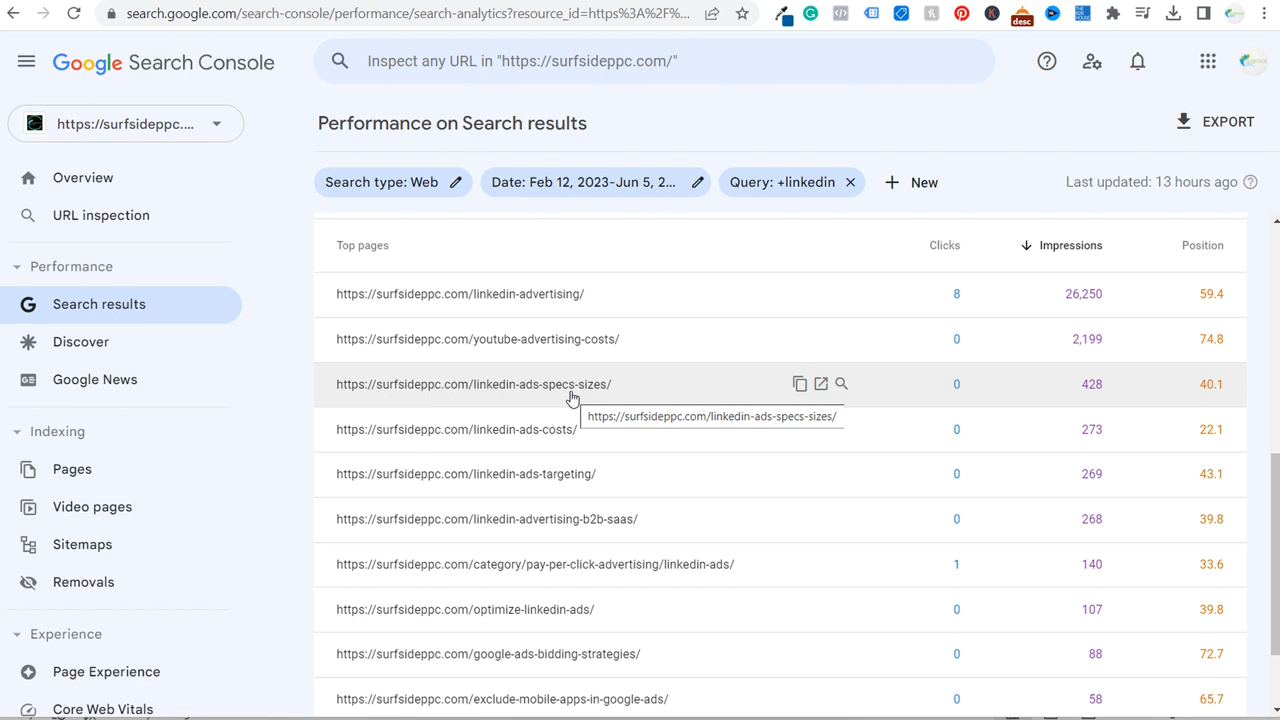 search.google.com/search-console/performance/search-analytics?resource_id=https%3A%2F%...
desc
Google Search Console
Inspect any URL in "https://surfsideppc.com/"
https://surfsideppc....
Performance on Search results
EXPORT
Search type: Web
Date: Feb 12, 2023-Jun 5, 2...
Query: +linkedin
New
Last updated: 13 hours ago
Overview
URL inspection
Performance
Search results
Discover
Google News
Indexing
Pages
Video pages
Sitemaps
Removals
Experience
Page Experience
Core Web Vitals
Top pages Clicks Impressions Position
https://surfsideppc.com/linkedin-advertising/ 8 26,250 59.4
https://surfsideppc.com/youtube-advertising-costs/ 0 2,199 74.8
https://surfsideppc.com/linkedin-ads-specs-sizes/ 0 428 40.1
https://surfsideppc.com/linkedin-ads-specs-sizes/
https://surfsideppc.com/linkedin-ads-costs/ 0 273 22.1
https://surfsideppc.com/linkedin-ads-targeting/ 0 269 43.1
https://surfsideppc.com/linkedin-advertising-b2b-saas/ 0 268 39.8
https://surfsideppc.com/category/pay-per-click-advertising/linkedin-ads/ 1 140 33.6
https://surfsideppc.com/optimize-linkedin-ads/ 0 107 39.8
https://surfsideppc.com/google-ads-bidding-strategies/ 0 88 72.7
https://surfsideppc.com/exclude-mobile-apps-in-google-ads/ 0 58 65.7